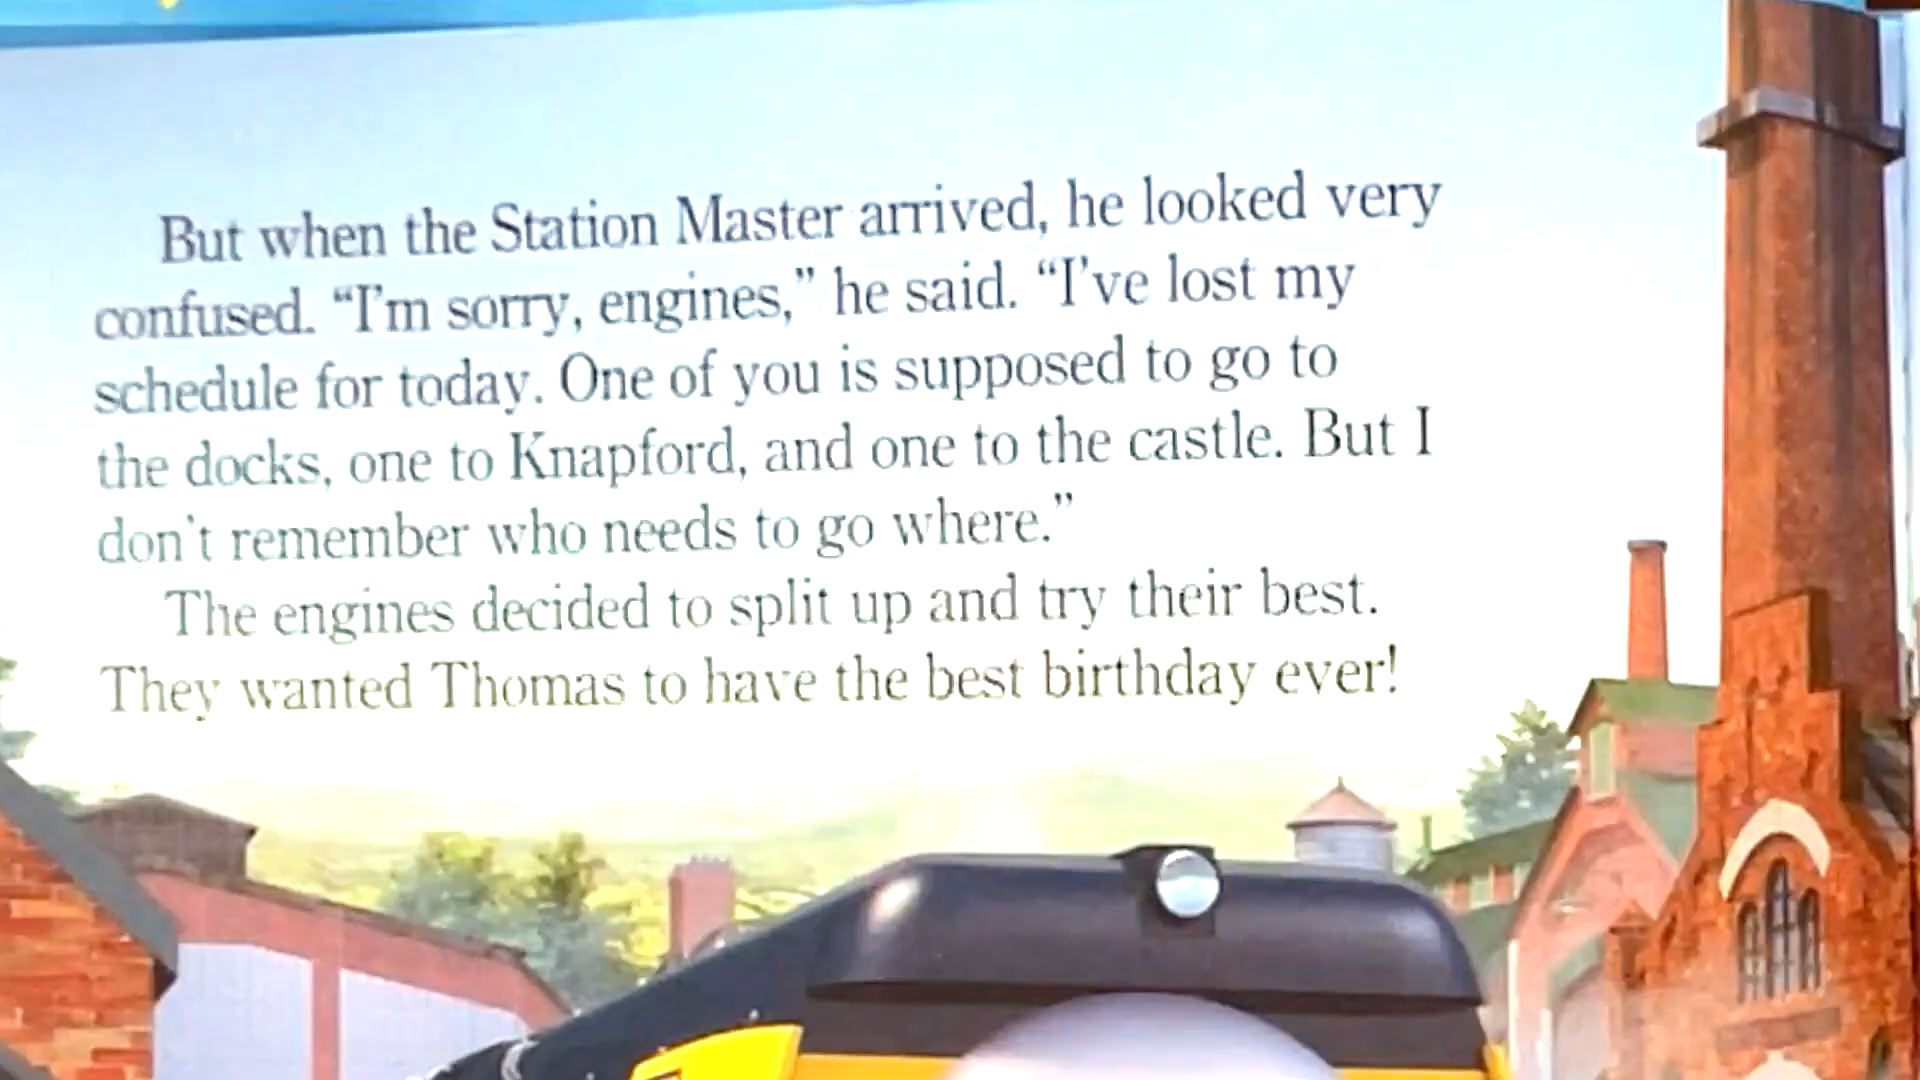 But when the Station Master arrived, he looked very
confused. “I'm sorry, engines,” he said. “I've lost my
schedule for today. One of you is supposed to go to
the docks, one to Knapford, and one to the castle. But I
don't remember who needs to go where.”
The engines decided to split up and try their best.
They wanted Thomas to have the best birthday ever!